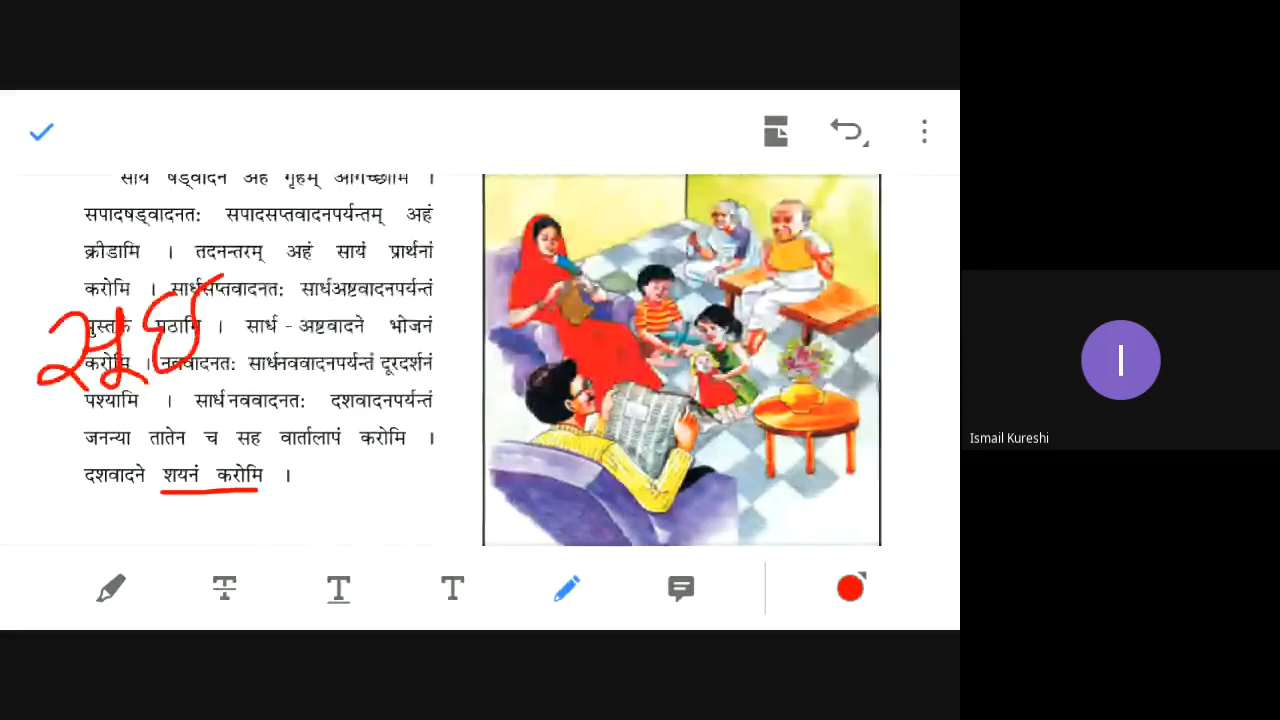 सायं षड्वादने अहं गृहम् आगच्छामि ।
सपादषड्वादनत: सपादसप्तवादनपर्यन्तम् अहं
क्रीडामि । तदनन्तरम् अहं सायं प्रार्थनां
करोमि । सार्धसप्तवादनत: सार्धअष्टवादनपर्यन्तं
पुस्तकं पठामि । सार्ध - अष्टवादने भोजनं
करोमि । नववादनत: सार्धनववादनपर्यन्तं दूरदर्शनं
पश्यामि । सार्धनववादनत: दशवादनपर्यन्तं
जनन्या तातेन च सह वार्तालापं करोमि ।
दशवादने शयनं करोमि ।
T T T
I
Ismail Kureshi